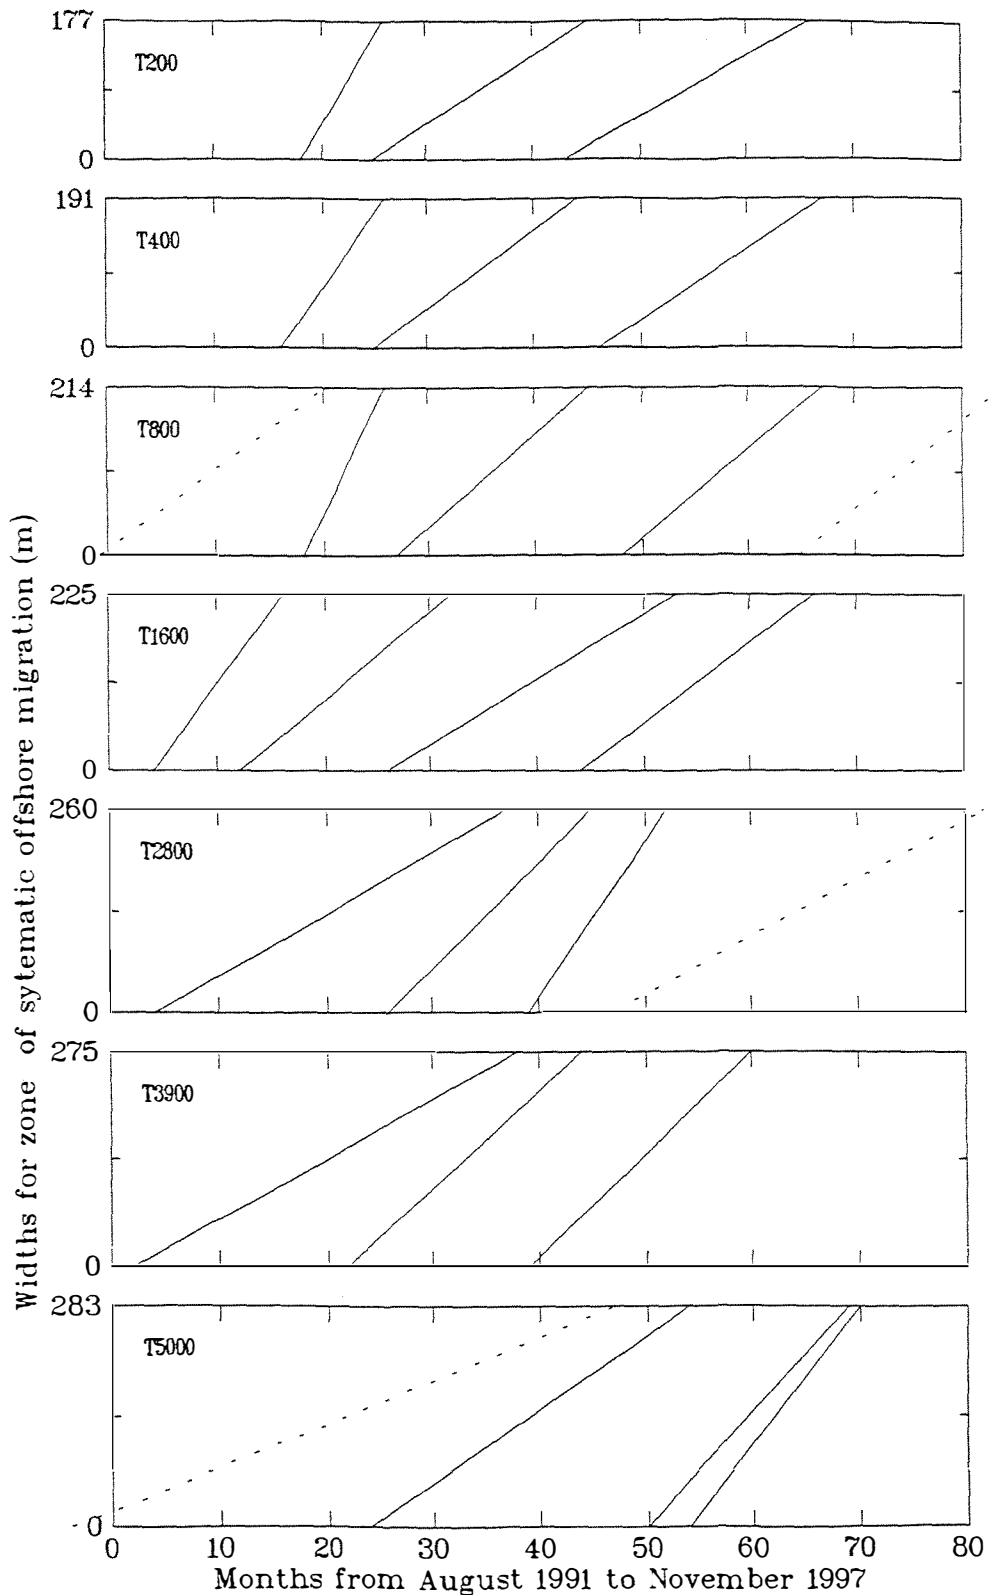 177
T200
0
191
T400
0
214
T800
0
225
T1600
0
260
T2800
0
275
T3900
0
283
T5000
0
0 10 20 30 40 50 60 70 80
Months from August 1991 to November 1997
Widths for zone of sytematic offshore migration (m)